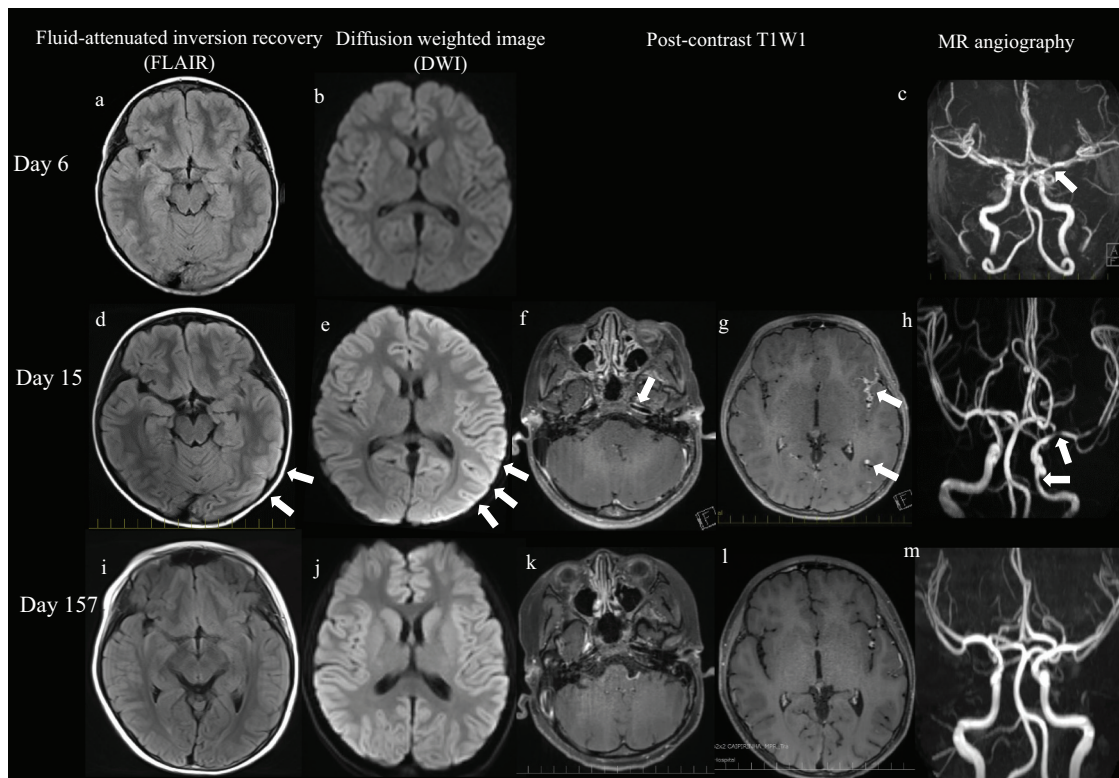 Fluid-attenuated inversion recovery
(FLAIR)
Diffusion weighted image
(DWI)
Post-contrast T1W1
MR angiography
a
b
c
Day 6
A
F
d
e
f
g
h
Day 15
F
F
i
j
k
l
m
Day 157